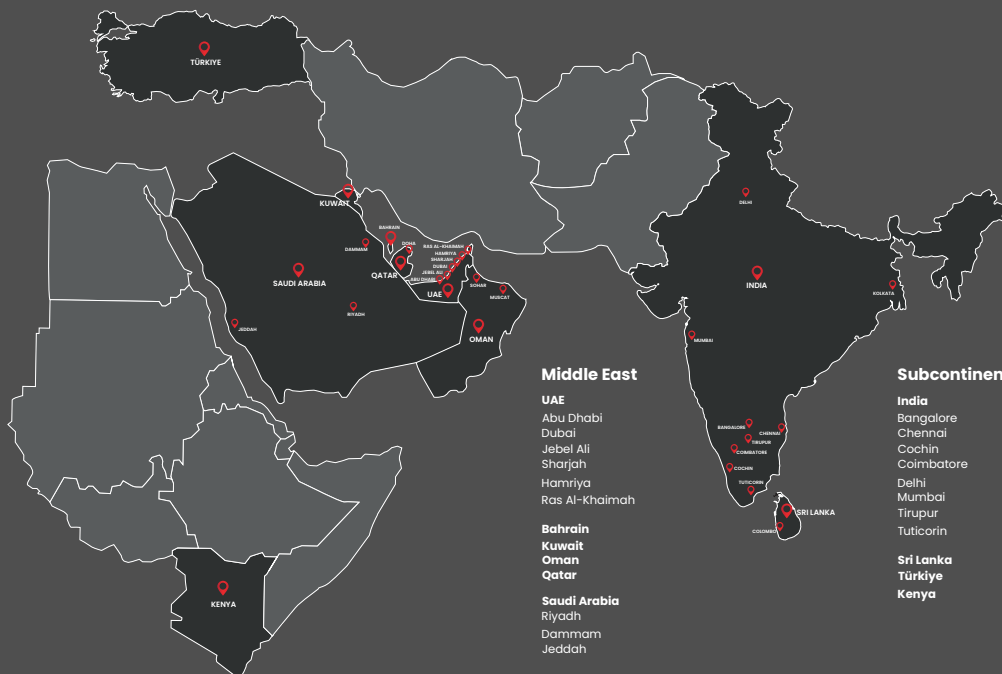 TÜRKIYE
KUWAIT
BAHRAIN
DAMMAM
DOHA
QATAR
RAS AL-KHAIMAH
HAMRIYA
SHARJAH
DUBAI
JEBEL ALI
ABU DHABI
UAE
SOHAR
MUSCAT
OMAN
SAUDI ARABIA
RIYADH
JEDDAH
KENYA
DELHI
INDIA
KOLKATA
MUMBAI
BANGALORE
CHENNAI
TIRUPUR
COIMBATORE
COCHIN
TUTICORIN
SRI LANKA
COLOMBO
Middle East
UAE
Abu Dhabi
Dubai
Jebel Ali
Sharjah
Hamriya
Ras Al-Khaimah
Bahrain
Kuwait
Oman
Qatar
Saudi Arabia
Riyadh
Dammam
Jeddah
Subcontinen
India
Bangalore
Chennai
Cochin
Coimbatore
Delhi
Mumbai
Tirupur
Tuticorin
Sri Lanka
Türkiye
Kenya